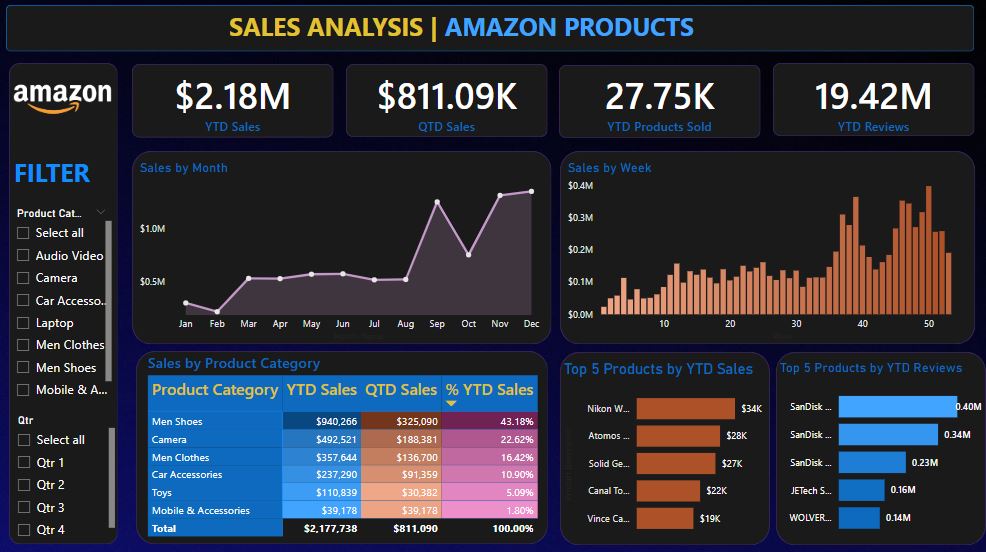 SALES ANALYSIS | AMAZON PRODUCTS
amazon
$2.18M
YTD Sales
$811.09K
QTD Sales
27.75K
YTD Products Sold
19.42M
YTD Reviews
FILTER
Product Cat...
Select all
Audio Video
Camera
Car Accesso...
Laptop
Men Clothes
Men Shoes
Mobile & A...
Qtr
Select all
Qtr 1
Qtr 2
Qtr 3
Qtr 4
Sales by Month
$1.0M
$0.5M
Jan Feb Mar Apr May Jun Jul Aug Sep Oct Nov Dec
Sales by Week
$0.4M
$0.3M
$0.2M
$0.1M
$0.0M
10 20 30 40 50
Sales by Product Category
Product Category YTD Sales QTD Sales % YTD Sales
Men Shoes $940,266 $325,090 43.18%
Camera $492,521 $188,381 22.62%
Men Clothes $357,644 $136,700 16.42%
Car Accessories $237,290 $91,359 10.90%
Toys $110,839 $30,382 5.09%
Mobile & Accessories $39,178 $39,178 1.80%
Total $2,177,738 $811,090 100.00%
Top 5 Products by YTD Sales
Nikon W... $34K
Atomos ... $28K
Solid Ge... $27K
Canal To... $22K
Vince Ca... $19K
Top 5 Products by YTD Reviews
SanDisk ... 0.40M
SanDisk ... 0.34M
SanDisk ... 0.23M
JETech S... 0.16M
WOLVER... 0.14M